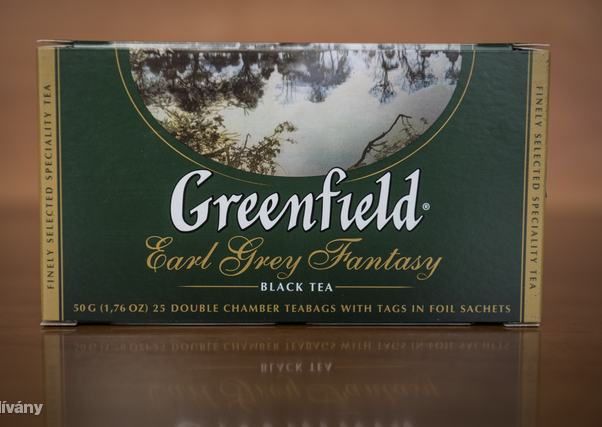 FINELY SELECTED SPECIALITY TEA
Greenfield®
Earl Grey Fantasy
BLACK TEA
50 G (1,76 OZ) 25 DOUBLE CHAMBER TEABAGS WITH TAGS IN FOIL SACHETS
FINELY SELECTED SPECIALITY TEA